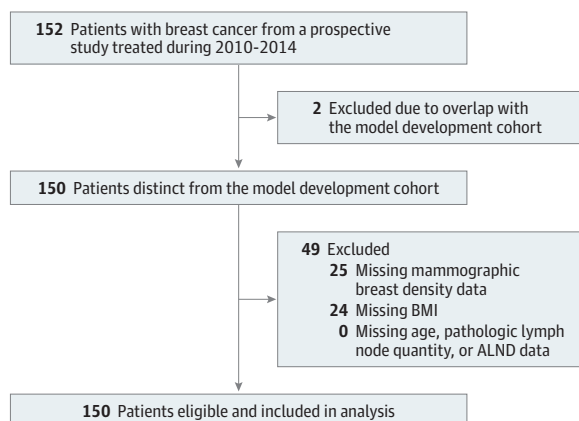 152 Patients with breast cancer from a prospective
study treated during 2010-2014
2 Excluded due to overlap with
the model development cohort
150 Patients distinct from the model development cohort
49 Excluded
25 Missing mammographic
breast density data
24 Missing BMI
0 Missing age, pathologic lymph
node quantity, or ALND data
150 Patients eligible and included in analysis